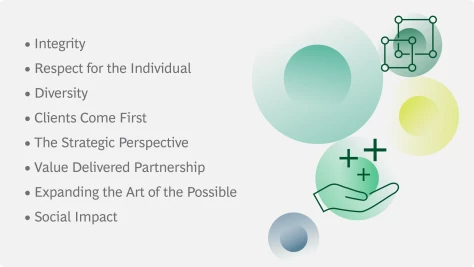 • Integrity
• Respect for the Individual
• Diversity
• Clients Come First
• The Strategic Perspective
• Value Delivered Partnership
• Expanding the Art of the Possible
• Social Impact